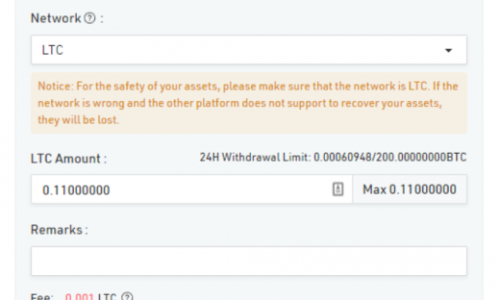 Network ? :
LTC
Notice: For the safety of your assets, please make sure that the network is LTC. If the
network is wrong and the other platform does not support to recover your assets,
they will be lost.
LTC Amount : 24H Withdrawal Limit: 0.00060948/200.00000000BTC
0.11000000 Max 0.11000000
Remarks :
Fee: 0.001 LTC ?